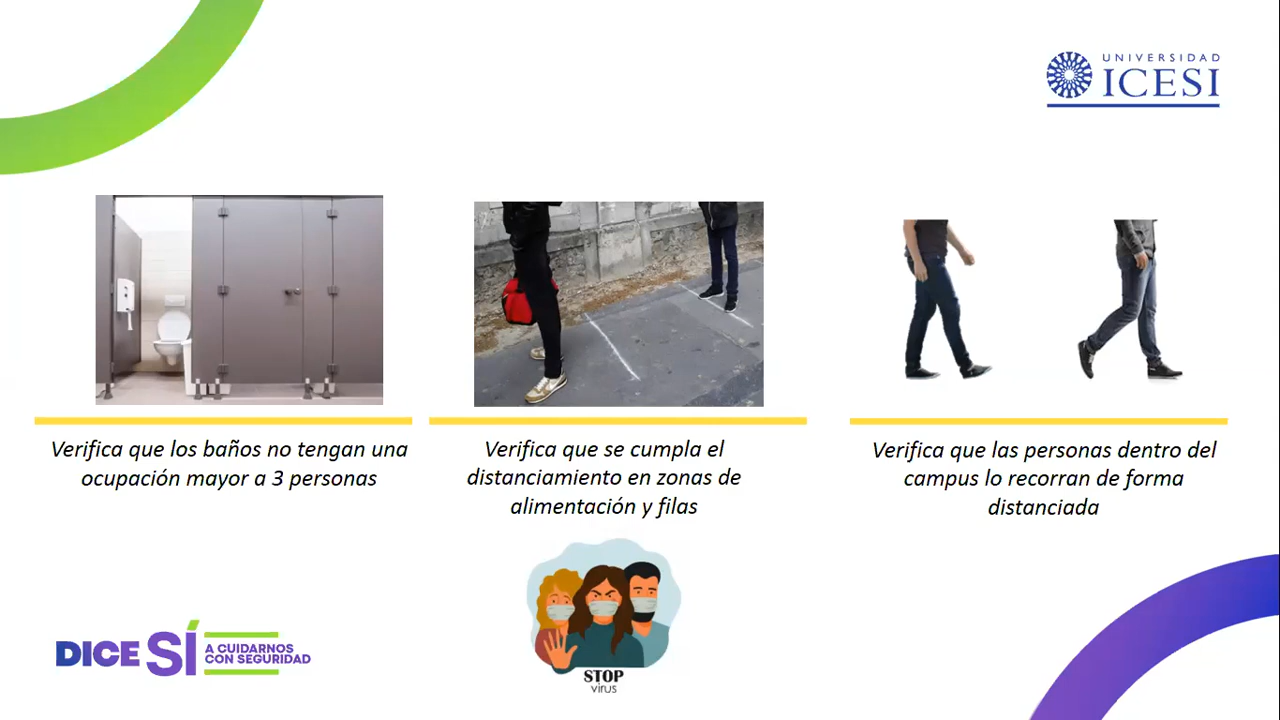 UNIVERSIDAD
ICESI
Verifica que los baños no tengan una
ocupación mayor a 3 personas
Verifica que se cumpla el
distanciamiento en zonas de
alimentación y filas
Verifica que las personas dentro del
campus lo recorran de forma
distanciada
DICE SÍ A CUIDARNOS
CON SEGURIDAD
STOP
virus